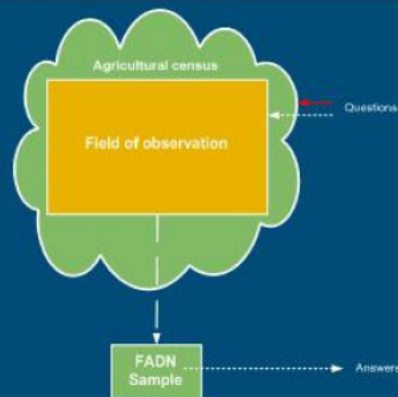 Agricultural census
Field of observation
Questions
FADN
Sample
Answers